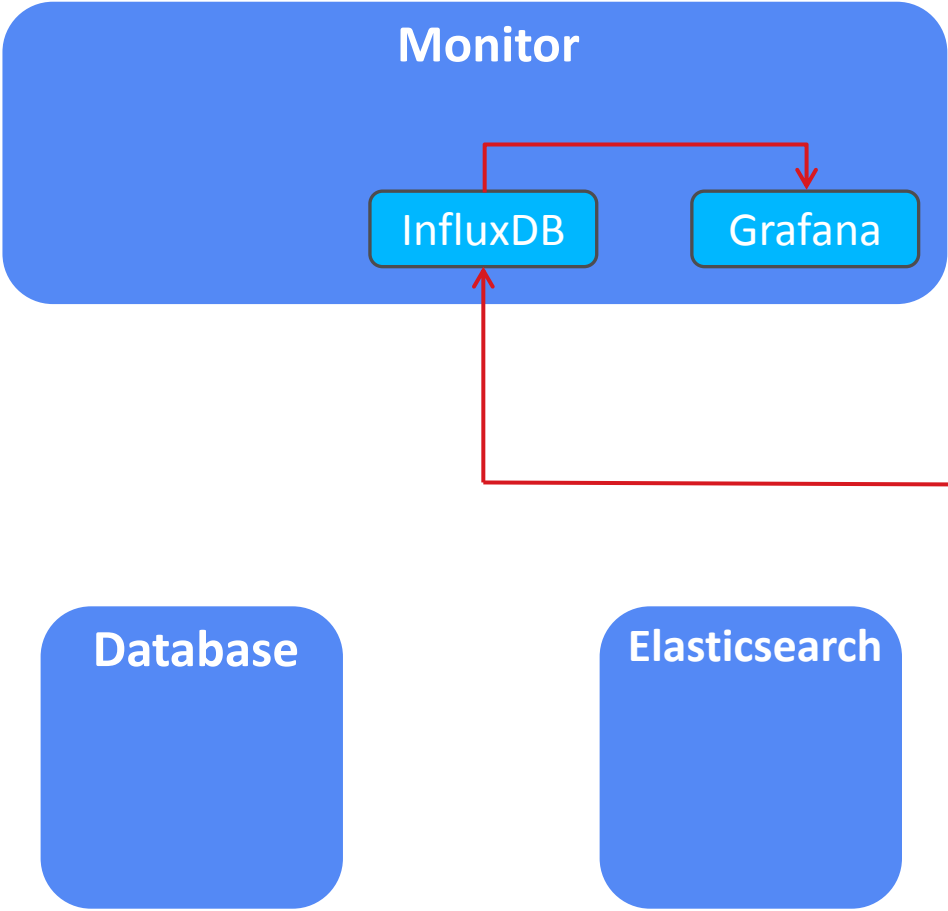 Monitor
InfluxDB
Grafana
Database
Elasticsearch